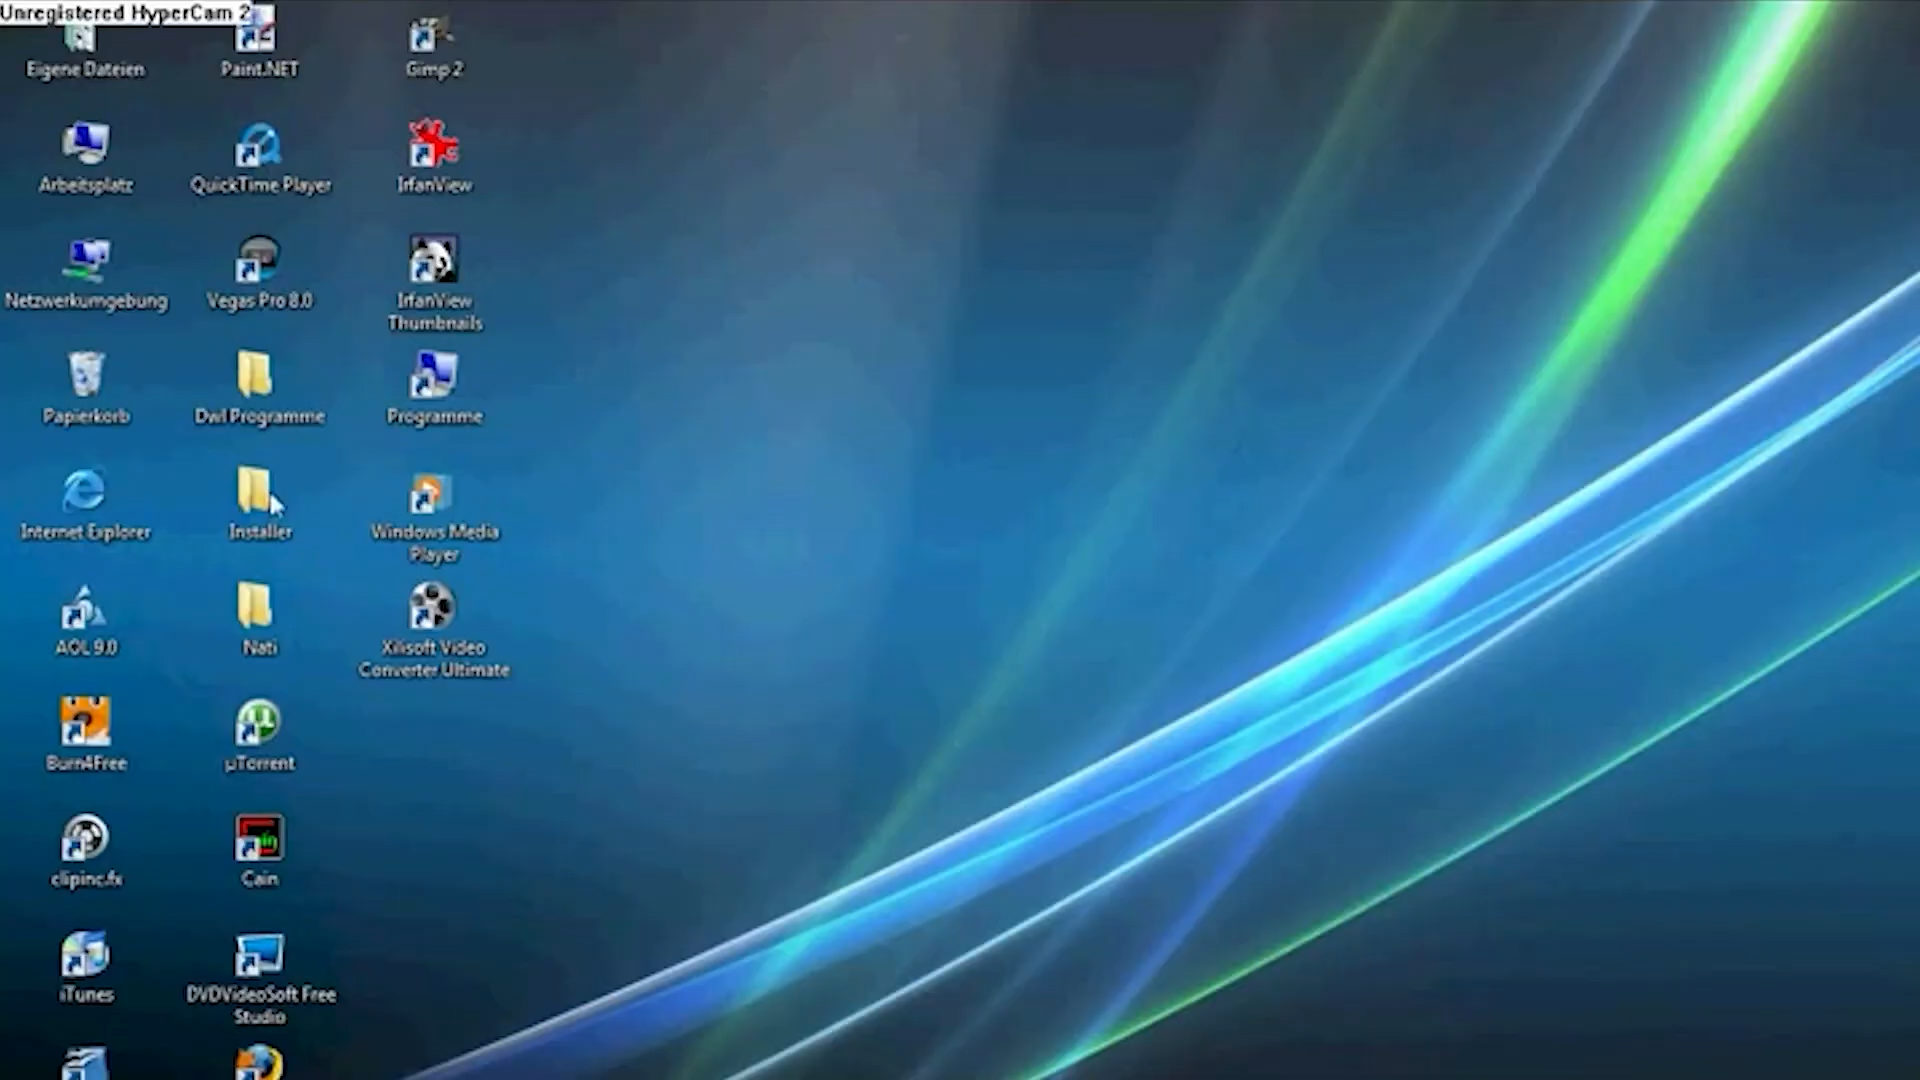 Unregistered HyperCam 2
Eigene Dateien
Paint.NET
Gimp 2
Arbeitsplatz
QuickTime Player
IrfanView
Netzwerkumgebung
Vegas Pro 8.0
IrfanView
Thumbnails
Papierkorb
Dwl Programme
Programme
Internet Explorer
Installer
Windows Media
Player
AOL 9.0
Nati
Xilisoft Video
Converter Ultimate
Burn4Free
µTorrent
clipinc.fx
Cain
iTunes
DVDVideoSoft Free
Studio